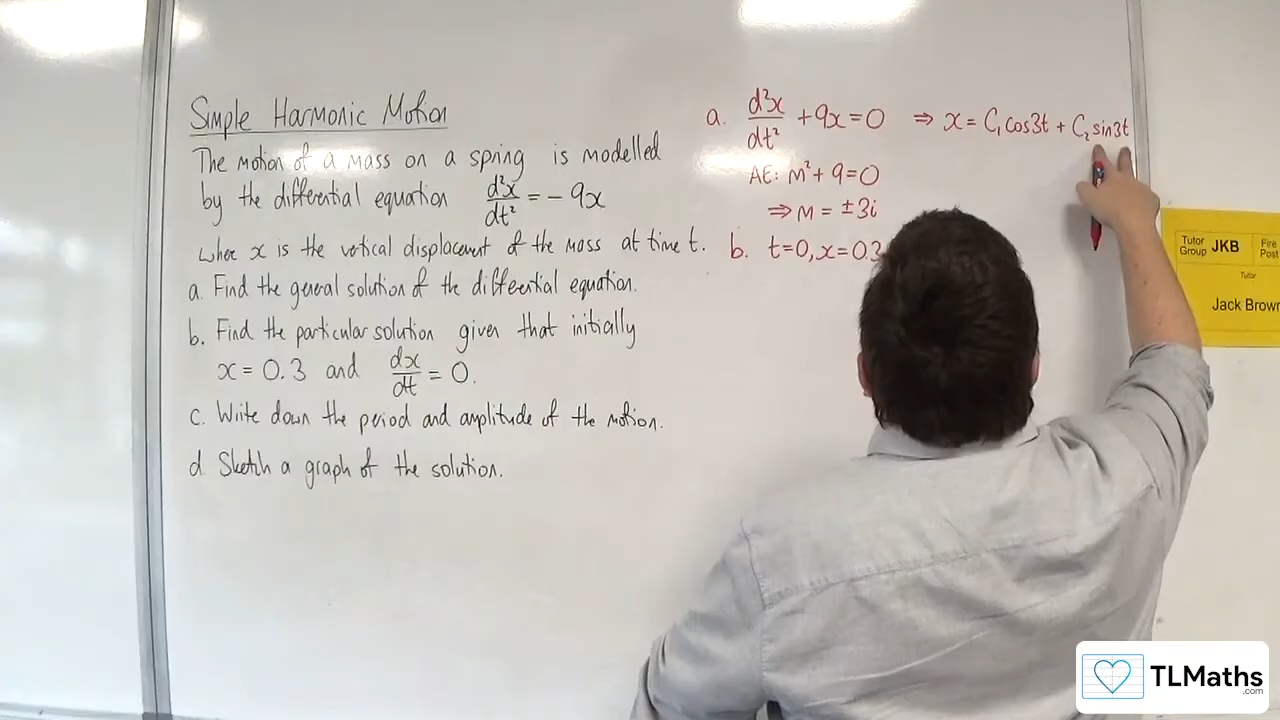 Simple Harmonic Motion
The motion of a mass on a spring is modelled
by the differential equation d²x/dt² = - 9x
where x is the vertical displacement of the mass at time t.
a. Find the general solution of the differential equation.
b. Find the particular solution given that initially
x = 0.3 and dx/dt = 0.
c. Write down the period and amplitude of the motion.
d. Sketch a graph of the solution.
a. d²x/dt² + 9x = 0 ⇒ x = C₁cos3t + C₂sin3t
AE: m² + 9 = 0
⇒ m = ±3i
b. t=0, x=0.3
Tutor Group JKB
Fire
Post
Tutor
Jack Brown
TLMaths
.com